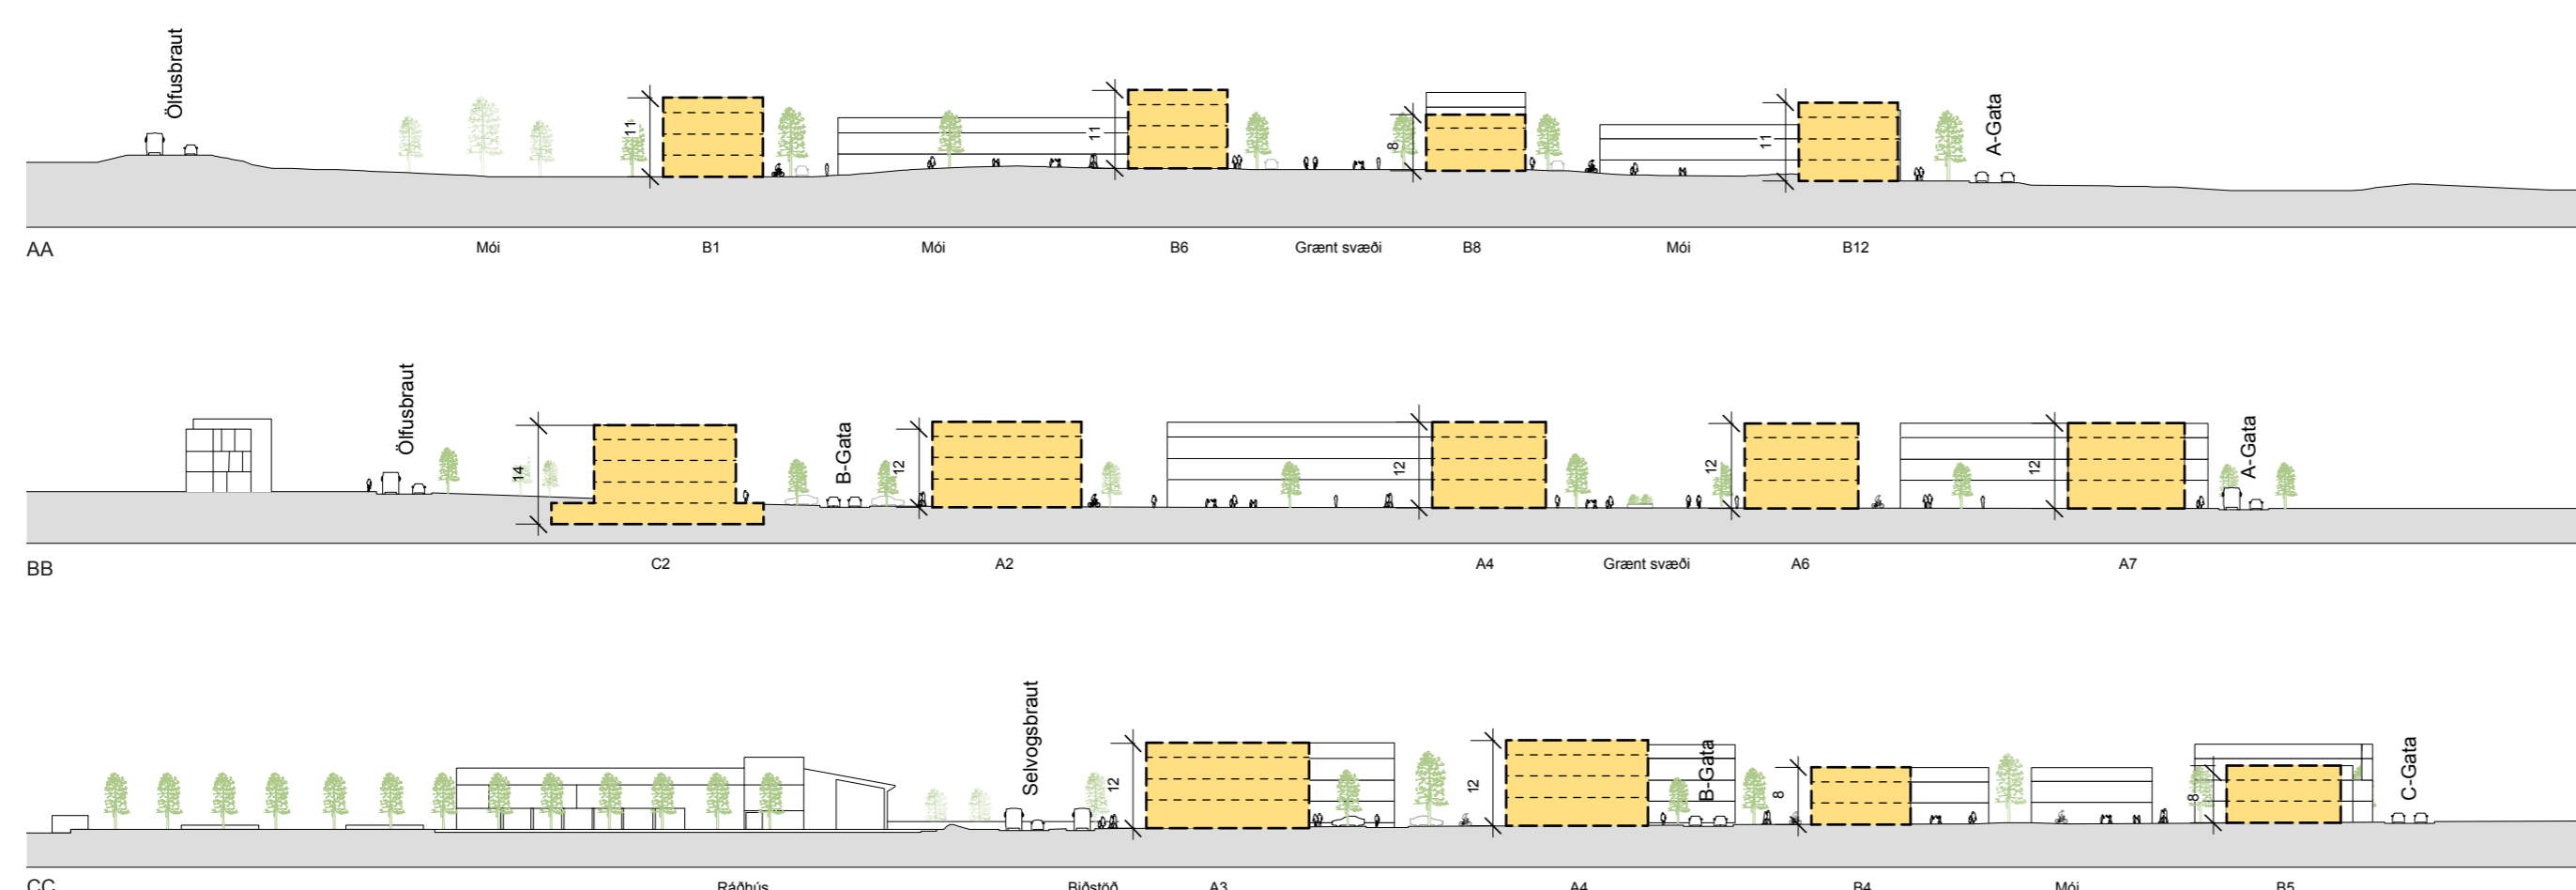 Ölfusbraut
11
11
8
11
A-Gata
AA
Mói
B1
Mói
B6
Grænt svæði
B8
Mói
B12
Ölfusbraut
14
B-Gata
12
12
12
12
A-Gata
BB
C2
A2
A4
Grænt svæði
A6
A7
Selvogsbraut
12
12
B-Gata
8
8
C-Gata
CC
Ráðhús
Biðstöð
A3
A4
B4
Mói
B5